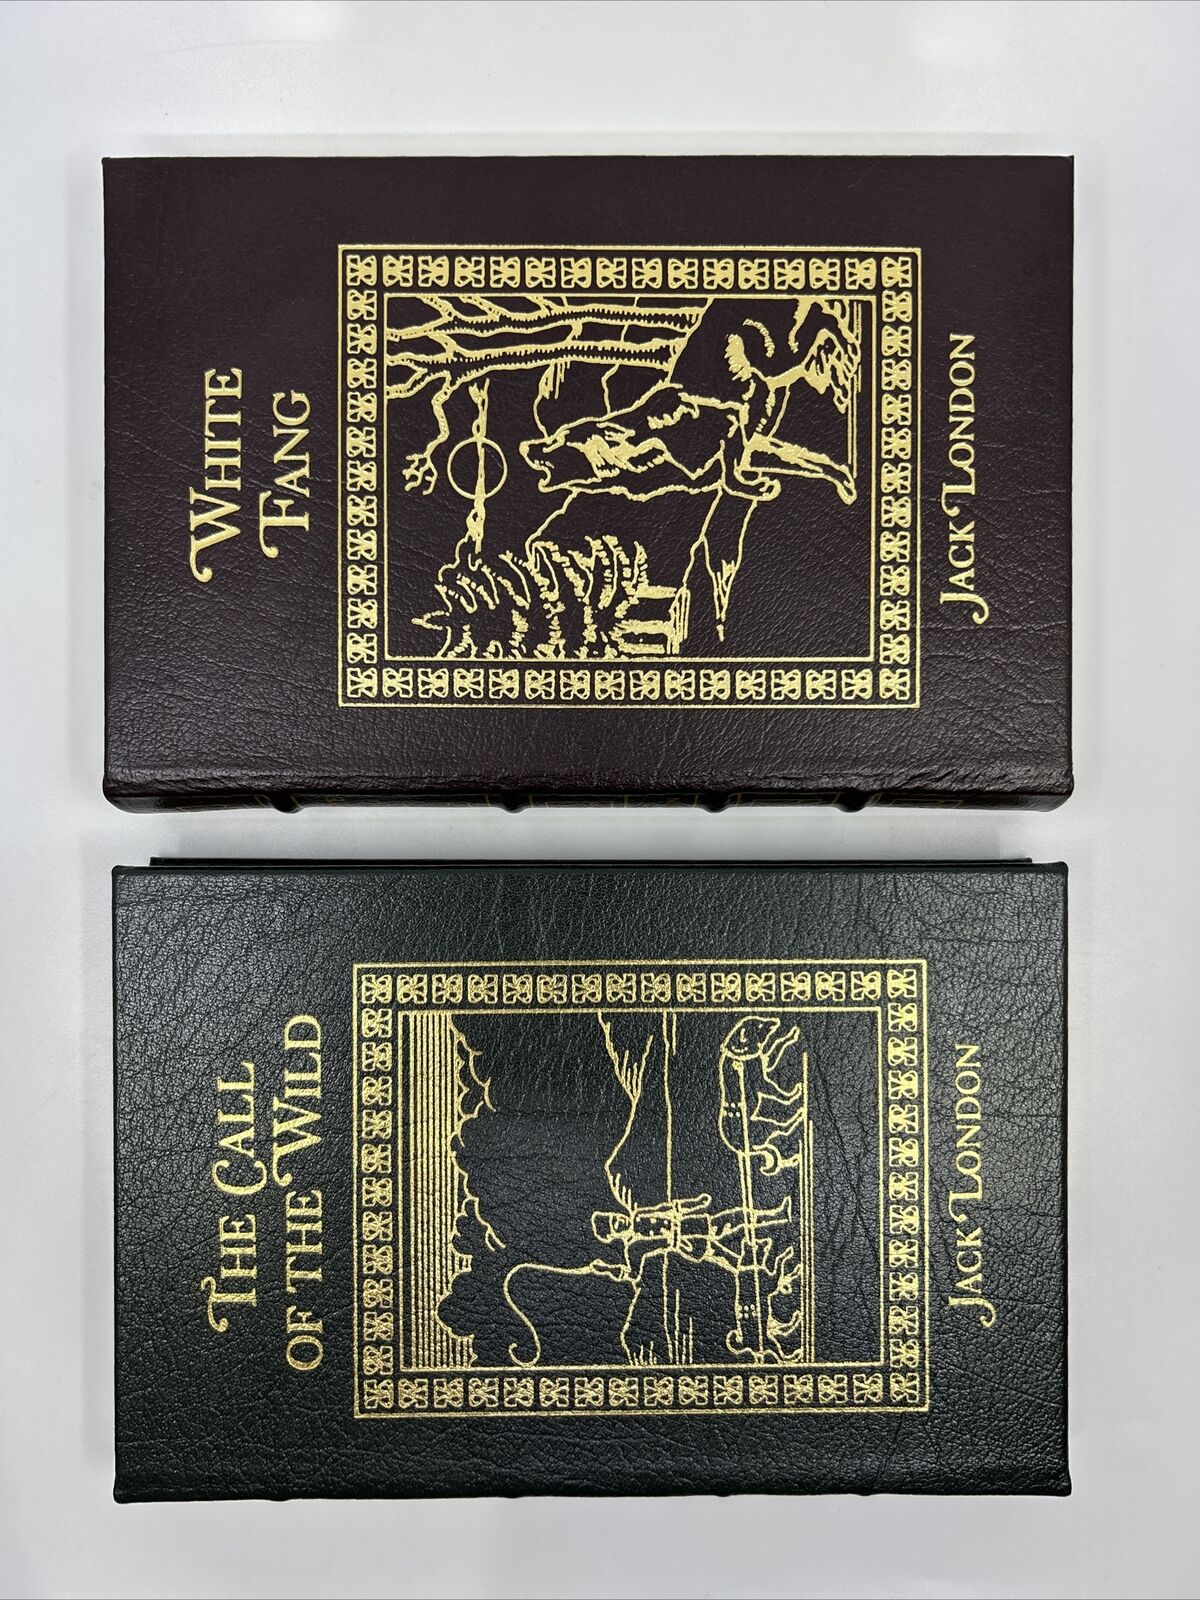 WHITE
FANG
JACK LONDON
THE CALL
OF THE WILD
JACK LONDON